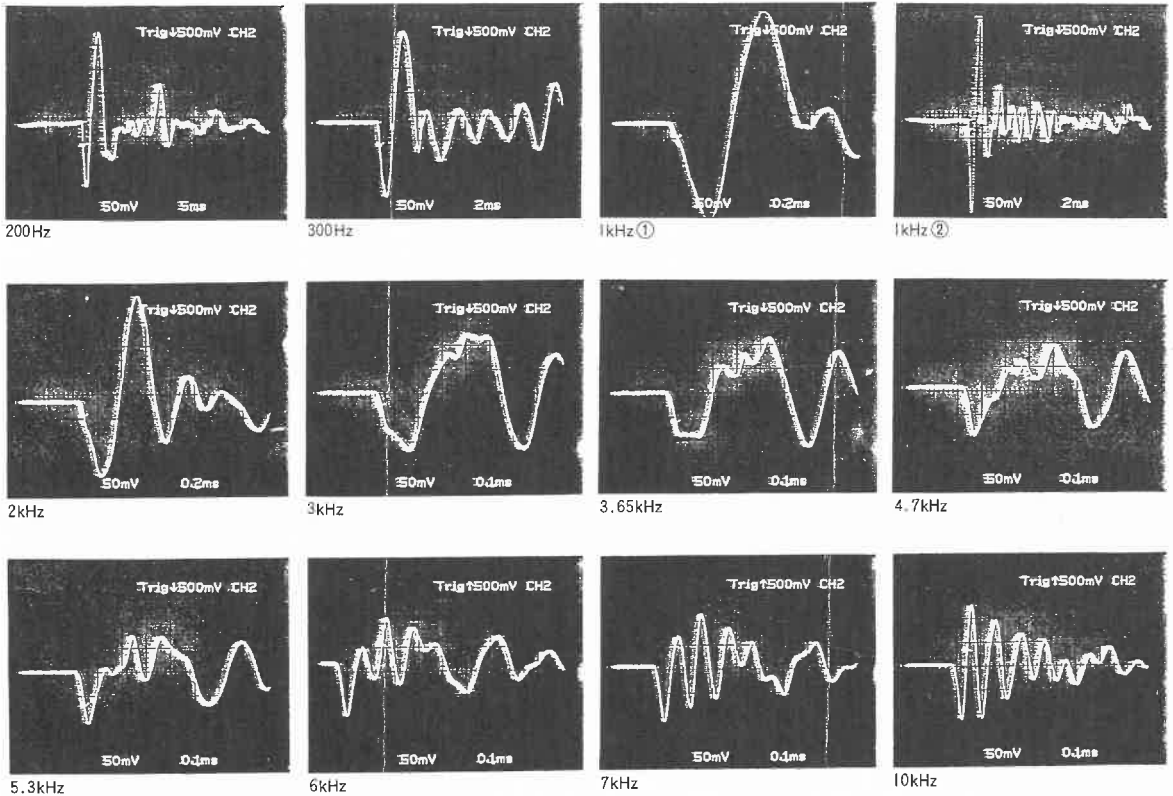 Trig↓500mV CH2
50mV 5ms
200Hz
Trig↓500mV CH2
50mV 2ms
300Hz
Trig↓500mV CH2
50mV 0.2ms
1kHz①
Trig↓500mV CH2
50mV 2ms
1kHz②
Trig↓500mV CH2
50mV 0.2ms
2kHz
Trig↓500mV CH2
50mV 0.1ms
3kHz
Trig↓500mV CH2
50mV 0.1ms
3.65kHz
Trig↓500mV CH2
50mV 0.1ms
4.7kHz
Trig↓500mV CH2
50mV 0.1ms
5.3kHz
Trig↑500mV CH2
50mV 0.1ms
6kHz
Trig↑500mV CH2
50mV 0.1ms
7kHz
Trig↑500mV CH2
50mV 0.1ms
10kHz